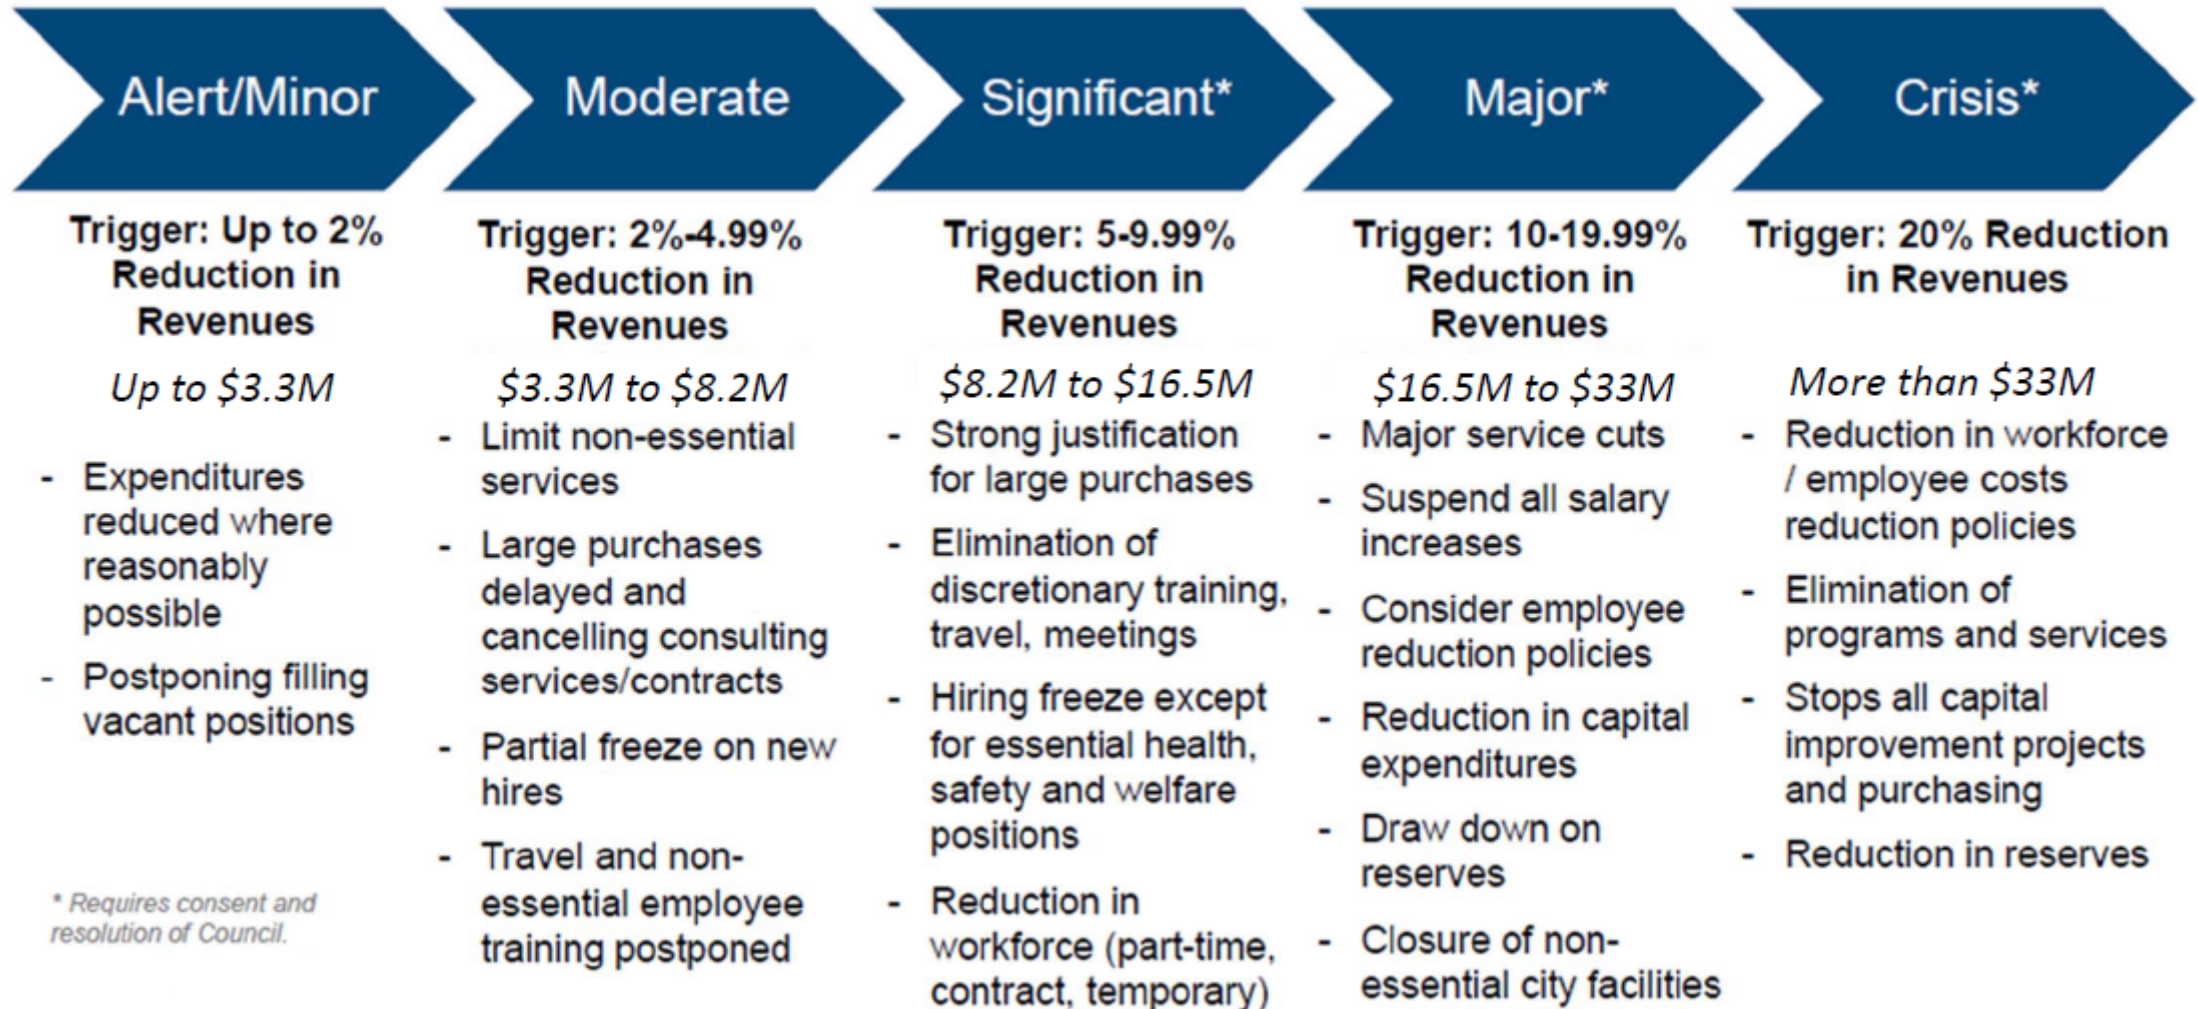 Alert/Minor
Moderate
Significant*
Major*
Crisis*
Trigger: Up to 2%
Reduction in
Revenues
Up to $3.3M
- Expenditures
reduced where
reasonably
possible
- Postponing filling
vacant positions
* Requires consent and
resolution of Council.
Trigger: 2%-4.99%
Reduction in
Revenues
$3.3M to $8.2M
- Limit non-essential
services
- Large purchases
delayed and
cancelling consulting
services/contracts
- Partial freeze on new
hires
- Travel and non-
essential employee
training postponed
Trigger: 5-9.99%
Reduction in
Revenues
$8.2M to $16.5M
- Strong justification
for large purchases
- Elimination of
discretionary training,
travel, meetings
- Hiring freeze except
for essential health,
safety and welfare
positions
- Reduction in
workforce (part-time,
contract, temporary)
Trigger: 10-19.99%
Reduction in
Revenues
$16.5M to $33M
- Major service cuts
- Suspend all salary
increases
- Consider employee
reduction policies
- Reduction in capital
expenditures
- Draw down on
reserves
- Closure of non-
essential city facilities
Trigger: 20% Reduction
in Revenues
More than $33M
- Reduction in workforce
/ employee costs
reduction policies
- Elimination of
programs and services
- Stops all capital
improvement projects
and purchasing
- Reduction in reserves